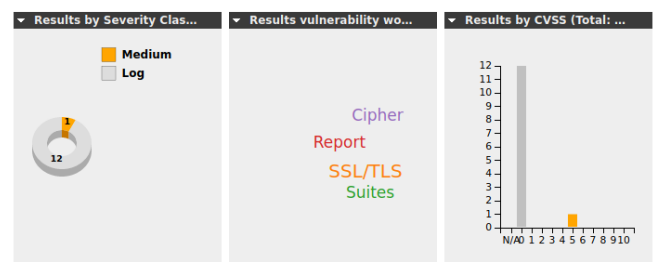 Results by Severity Clas...
Medium
Log
1
12
Results vulnerability wo...
Cipher
Report
SSL/TLS
Suites
Results by CVSS (Total: ...
12
11
10
9
8
7
6
5
4
3
2
1
0
N/A 0 1 2 3 4 5 6 7 8 9 10